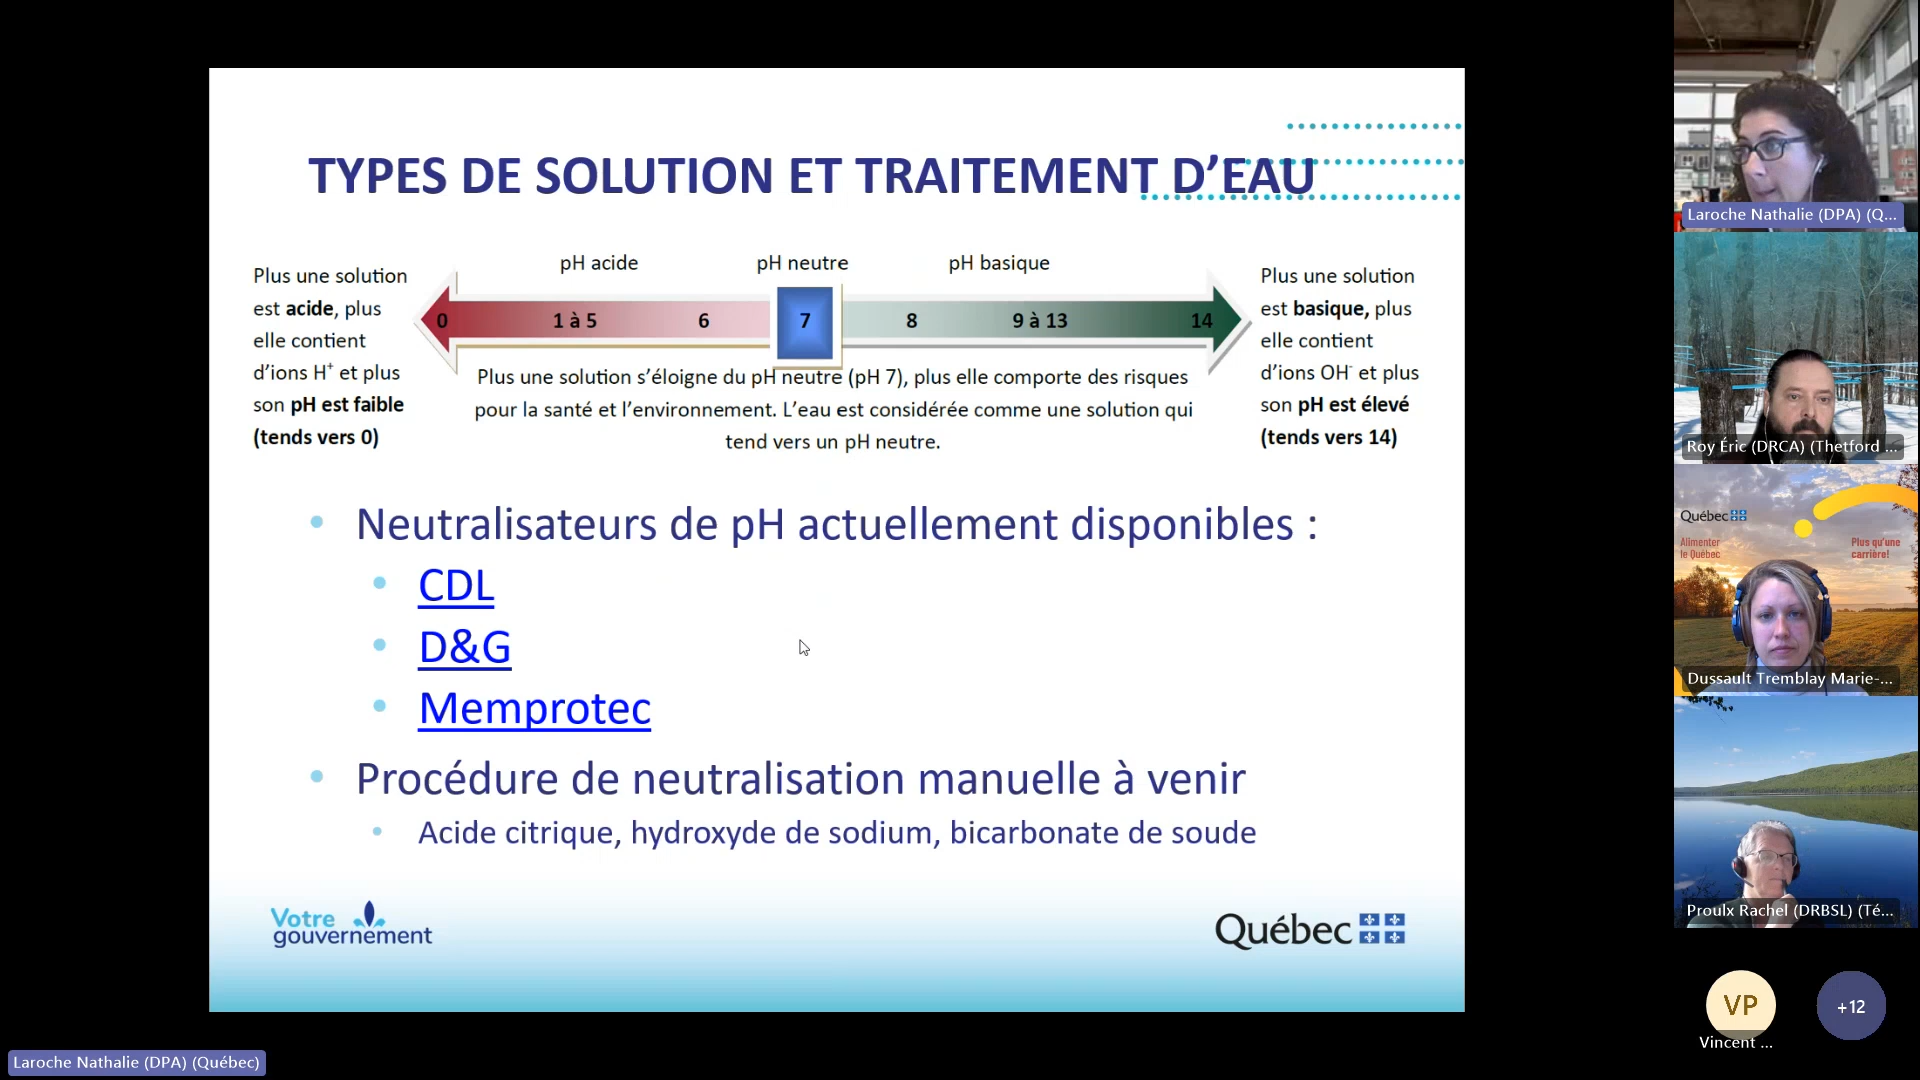 TYPES DE SOLUTION ET TRAITEMENT D’EAU
pH acide
pH neutre
pH basique
Plus une solution
est acide, plus
elle contient
d’ions H⁺ et plus
son pH est faible
(tends vers 0)
0
1 à 5
6
7
8
9 à 13
14
Plus une solution s’éloigne du pH neutre (pH 7), plus elle comporte des risques
pour la santé et l’environnement. L’eau est considérée comme une solution qui
tend vers un pH neutre.
Plus une solution
est basique, plus
elle contient
d’ions OH⁻ et plus
son pH est élevé
(tends vers 14)
• Neutralisateurs de pH actuellement disponibles :
• CDL
• D&G
• Memprotec
• Procédure de neutralisation manuelle à venir
• Acide citrique, hydroxyde de sodium, bicarbonate de soude
Votre
gouvernement
Québec
Laroche Nathalie (DPA) (Q...
Roy Éric (DRCA) (Thetford ...
Québec
Alimenter
le Québec
Plus qu'une
carrière!
Dussault Tremblay Marie-...
Proulx Rachel (DRBSL) (Té...
VP
+12
Vincent ...
Laroche Nathalie (DPA) (Québec)